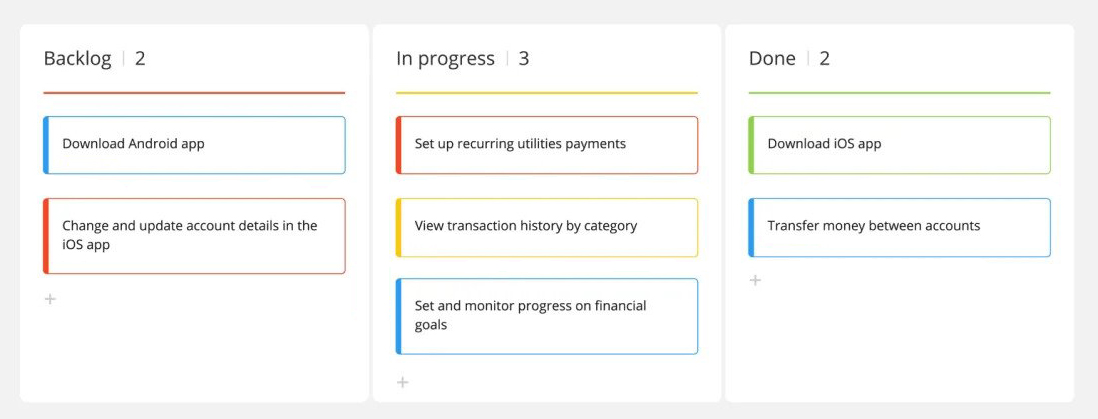 Backlog | 2
Download Android app
Change and update account details in the
iOS app
+
In progress | 3
Set up recurring utilities payments
View transaction history by category
Set and monitor progress on financial
goals
+
Done | 2
Download iOS app
Transfer money between accounts
+